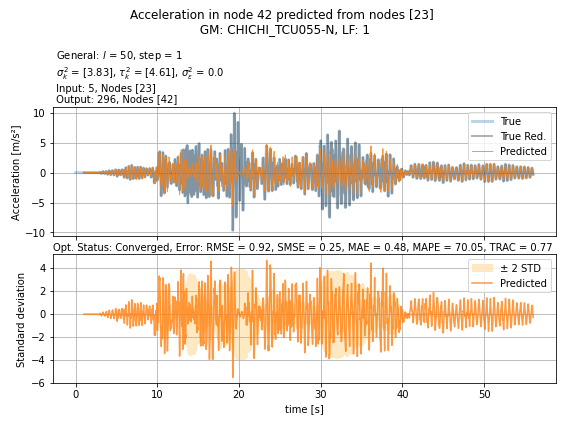 Acceleration in node 42 predicted from nodes [23]
GM: CHICHI_TCU055-N, LF: 1
General: l = 50, step = 1
σ²ₖ = [3.83], τ²ₖ = [4.61], σ²ε = 0.0
Input: 5, Nodes [23]
Output: 296, Nodes [42]
10
5
0
−5
−10
Acceleration [m/s²]
True
True Red.
Predicted
Opt. Status: Converged, Error: RMSE = 0.92, SMSE = 0.25, MAE = 0.48, MAPE = 70.05, TRAC = 0.77
4
2
0
−2
−4
−6
Standard deviation
± 2 STD
Predicted
0 10 20 30 40 50
time [s]